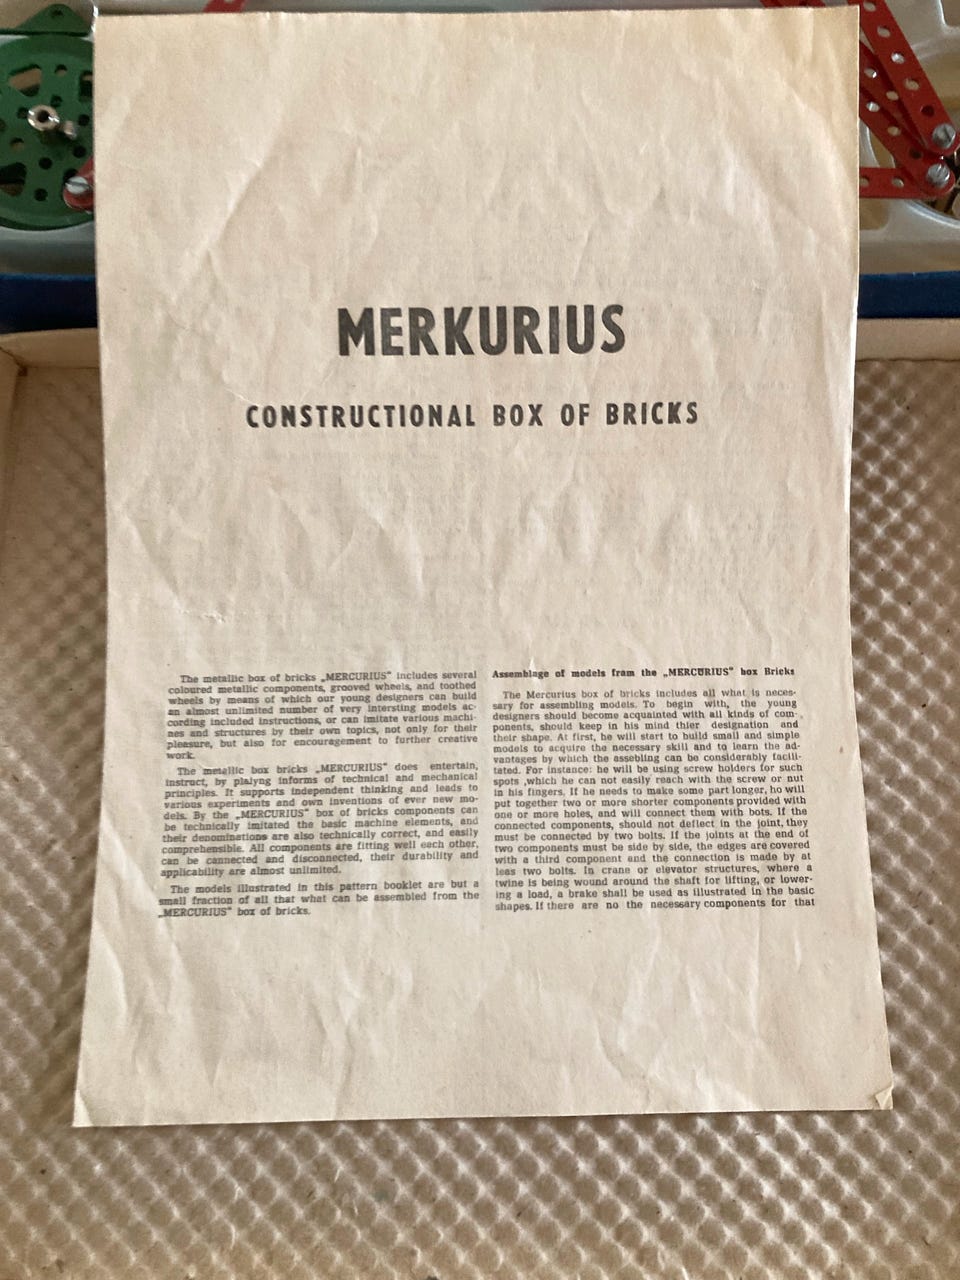 MERKURIUS
CONSTRUCTIONAL BOX OF BRICKS
The metallic box of bricks „MERCURIUS" includes several
coloured metallic components, grooved wheels, and toothed
wheels by means of which our young designers can build
an almost unlimited number of very intersting models ac-
cording included instructions, or can imitate various machi-
nes and structures by their own topics, not only for their
pleasure, but also for encouragement to further creative
work.
The metallic box bricks „MERCURIUS" does entertain,
instruct, by plaiyng informs of technical and mechanical
principles. It supports independent thinking and leads to
various experiments and own inventions of ever new mo-
dels. By the „MERCURIUS" box of bricks components can
be technically imitated the basic machine elements, and
their denominations are also technically correct, and easily
comprehensible. All components are fitting well each other,
can be cannected and disconnected, their durability and
applicability are almost unlimited.
The models illustrated in this pattern booklet are but a
small fraction of all that what can be assembled from the
„MERCURIUS" box of bricks.
Assemblage of models fram the „MERCURIUS" box Bricks
The Mercurius box of bricks includes all what is neces-
sary for assembling models. To begin with, the young
designers should become acquainted with all kinds of com-
ponents, should keep in his mind thier designation and
their shape. At first, he will start to build small and simple
models to acquire the necessary skill and to learn the ad-
vantages by which the assebling can be considerably facili-
tated. For instance: he will be using screw holders for such
spots ,which he can not easily reach with the screw or nut
in his fingers. If he needs to make some part longer, ho will
put together two or more shorter components provided with
one or more holes, and will connect them with bots. If the
connected components, should not deflect in the joint, they
must be connected by two bolts. If the joints at the end of
two components must be side by side, the edges are covered
with a third component and the connection is made by at
leas two bolts. In crane or elevator structures, where a
twine is being wound around the shaft for lifting, or lower-
ing a load, a brake shall be used as illustrated in the basic
shapes. If there are no the necessary components for that